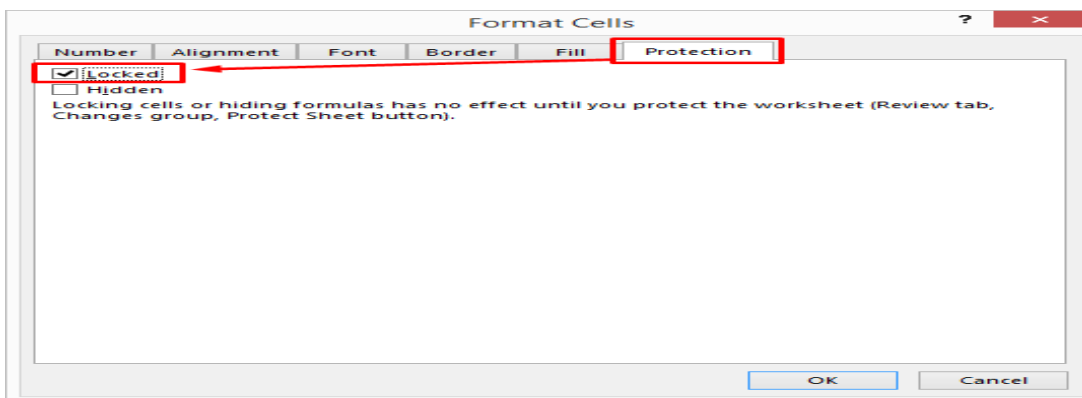 Format Cells ?
Number Alignment Font Border Fill Protection
Locked
Hidden
Locking cells or hiding formulas has no effect until you protect the worksheet (Review tab,
Changes group, Protect Sheet button).
OK Cancel